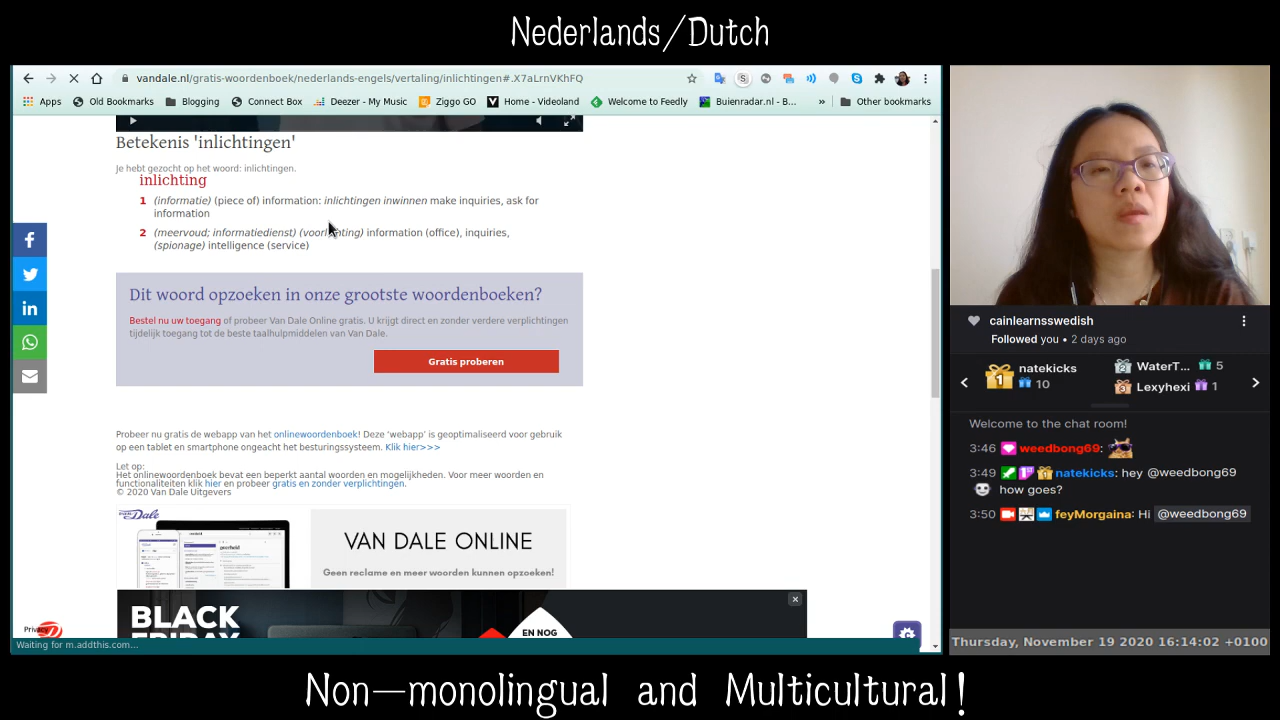 Nederlands/Dutch
vandale.nl/gratis-woordenboek/nederlands-engels/vertaling/inlichtingen#.X7aLrnVKhFQ
Apps Old Bookmarks Blogging Connect Box Deezer - My Music Ziggo GO Home - Videoland Welcome to Feedly Buienradar.nl - B... » Other bookmarks
Betekenis 'inlichtingen'
Je hebt gezocht op het woord: inlichtingen.
inlichting
1 (informatie) (piece of) information: inlichtingen inwinnen make inquiries, ask for
information
2 (meervoud; informatiedienst) (voorlichting) information (office), inquiries,
(spionage) intelligence (service)
Dit woord opzoeken in onze grootste woordenboeken?
Bestel nu uw toegang of probeer Van Dale Online gratis. U krijgt direct en zonder verdere verplichtingen
tijdelijk toegang tot de beste taalhulpmiddelen van Van Dale.
Gratis proberen
Probeer nu gratis de webapp van het onlinewoordenboek! Deze 'webapp' is geoptimaliseerd voor gebruik
op een tablet en smartphone ongeacht het besturingssysteem. Klik hier>>>
Let op:
Het onlinewoordenboek bevat een beperkt aantal woorden en mogelijkheden. Voor meer woorden en
functionaliteiten klik hier en probeer gratis en zonder verplichtingen.
© 2020 Van Dale Uitgevers
VAN DALE ONLINE
Geen reclame en meer woorden kunnen opzoeken!
BLACK
EN NOG
Waiting for m.addthis.com...
cainlearnsswedish
Followed you • 2 days ago
natekicks
10
WaterT... 5
Lexyhexi 1
Welcome to the chat room!
3:46 weedbong69:
3:49 natekicks: hey @weedbong69
how goes?
3:50 feyMorgaina: Hi @weedbong69
Thursday, November 19 2020 16:14:02 +0100
Non-monolingual and Multicultural!